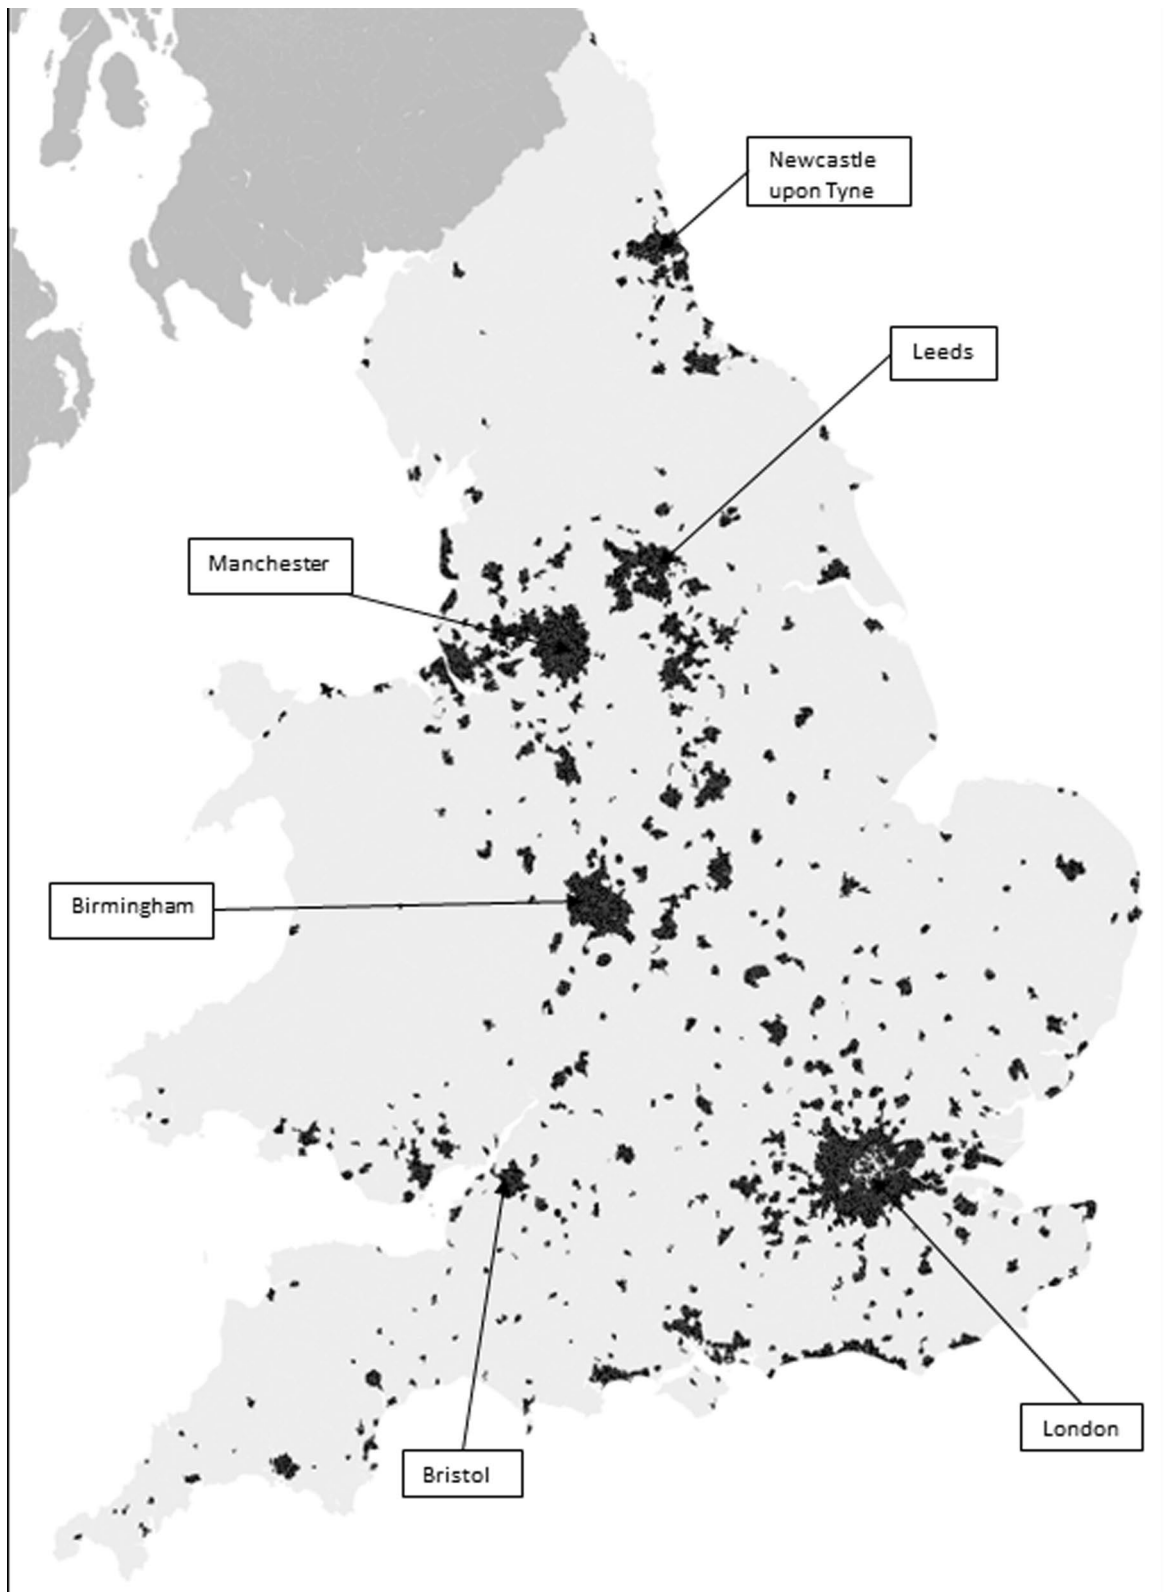 Newcastle
upon Tyne
Leeds
Manchester
Birmingham
London
Bristol